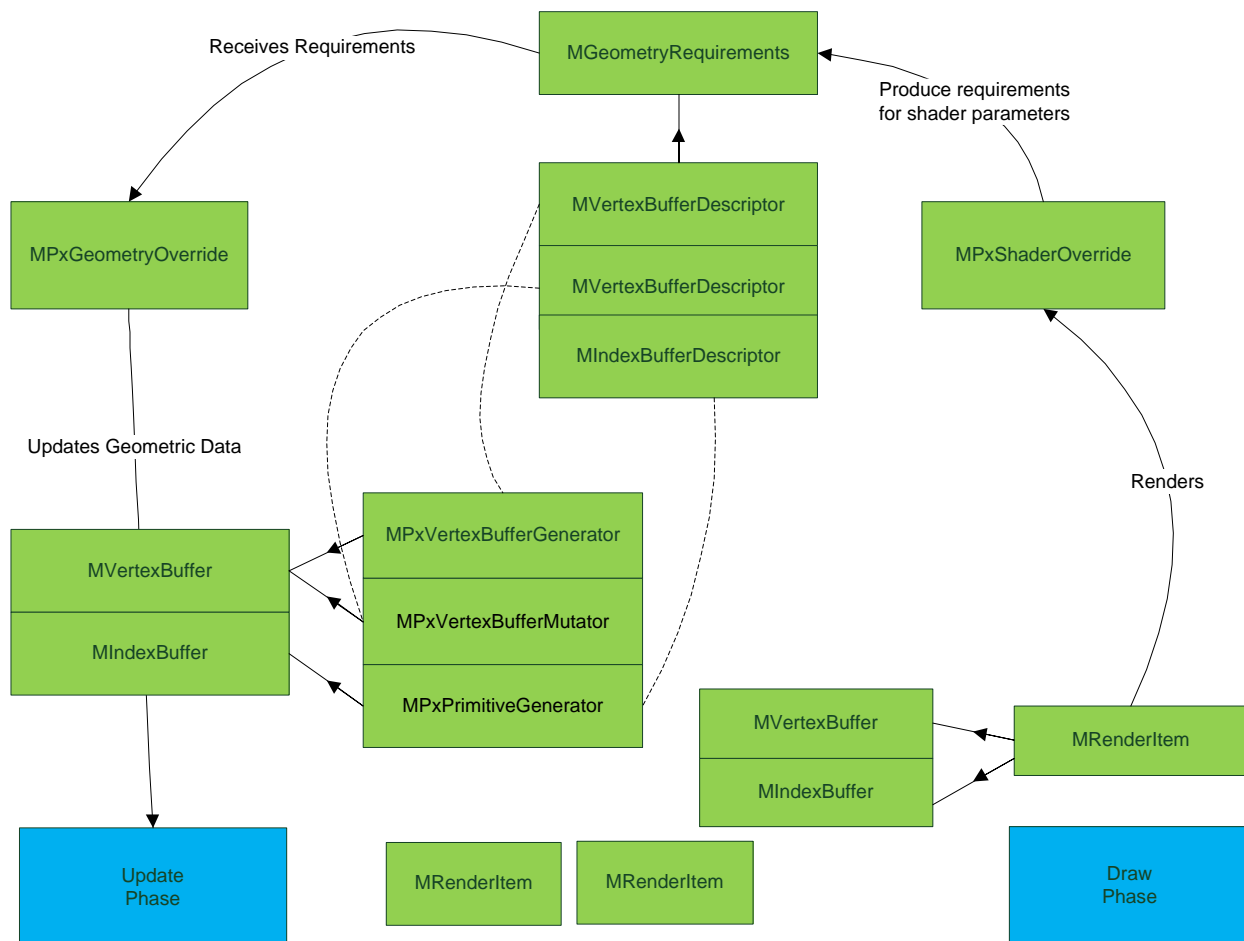 Receives Requirements
MGeometryRequirements
Produce requirements
for shader parameters
MVertexBufferDescriptor
MPxGeometryOverride
MPxShaderOverride
MVertexBufferDescriptor
MIndexBufferDescriptor
Updates Geometric Data
Renders
MPxVertexBufferGenerator
MVertexBuffer
MPxVertexBufferMutator
MIndexBuffer
MPxPrimitiveGenerator
MVertexBuffer
MRenderItem
MIndexBuffer
Update
Phase
MRenderItem
MRenderItem
Draw
Phase